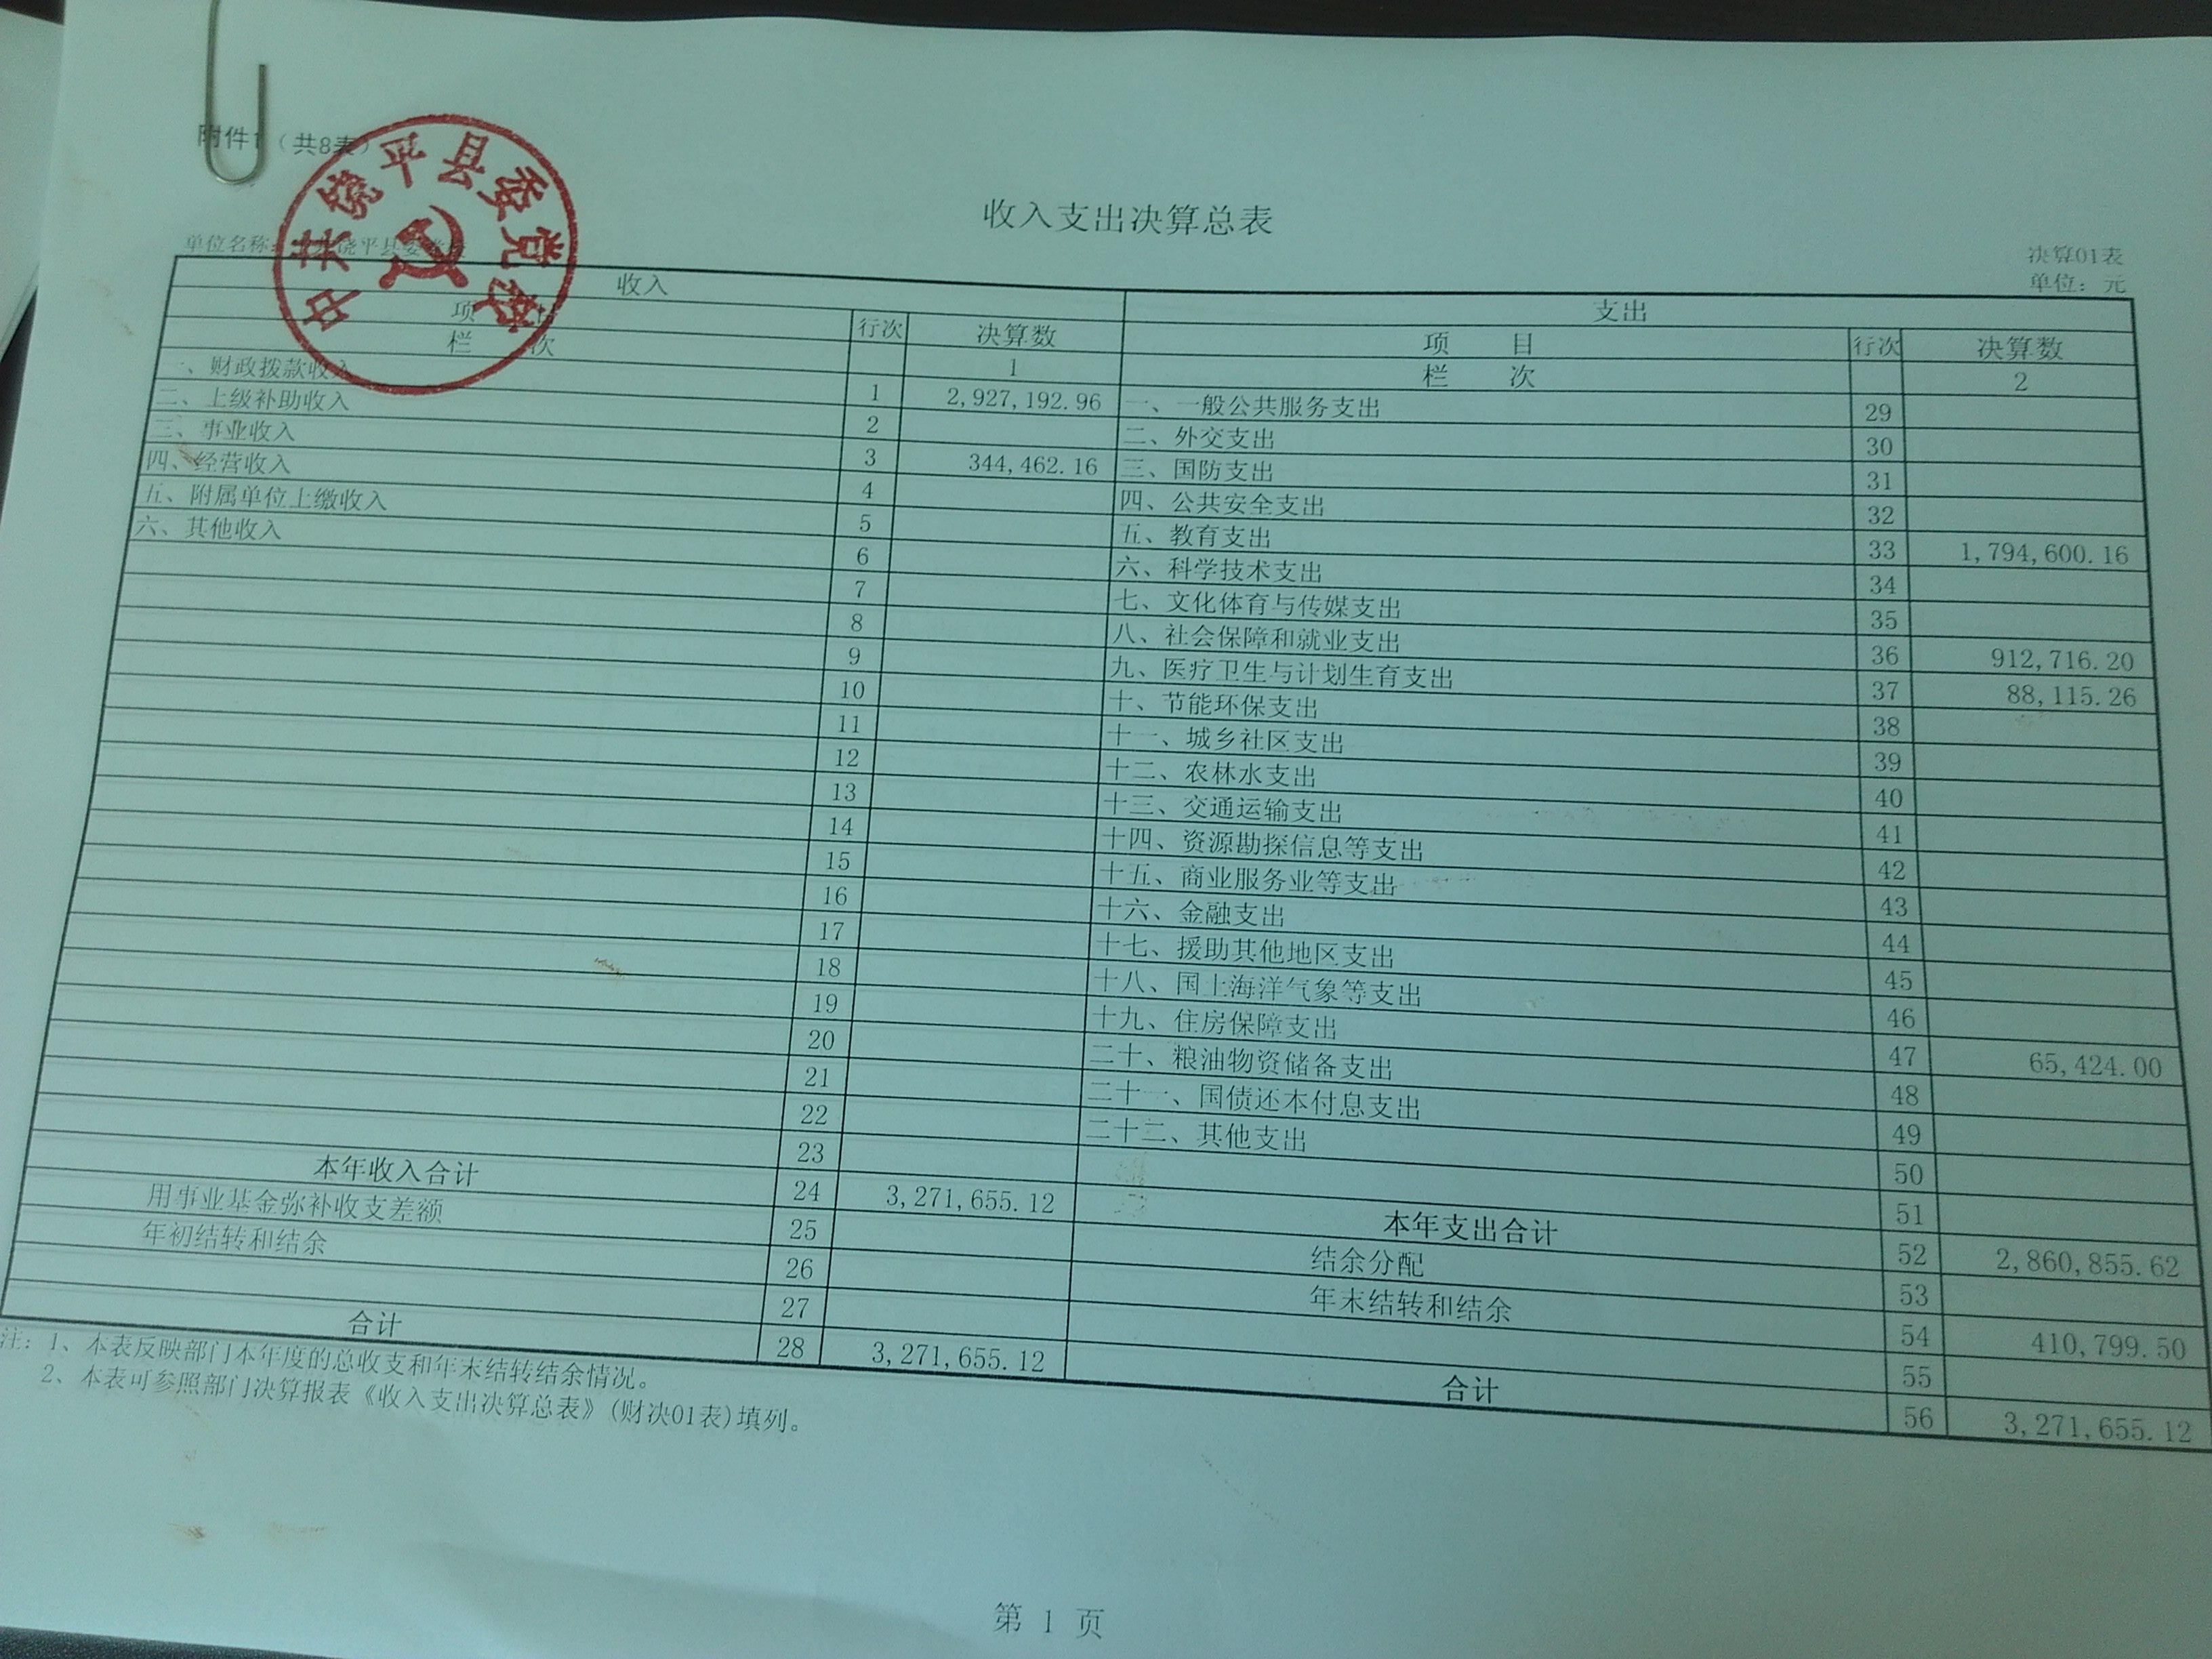 附件1（共8表）
中共饶平县委党校
收入支出决算总表
单位名称：中共饶平县委党校 决算01表
单位：元
收入 支出
项 目 行次 决算数 项 目 行次 决算数
栏 次 1 栏 次 2
一、财政拨款收入 1 2,927,192.96 一、一般公共服务支出 29
二、上级补助收入 2 二、外交支出 30
三、事业收入 3 344,462.16 三、国防支出 31
四、经营收入 4 四、公共安全支出 32
五、附属单位上缴收入 5 五、教育支出 33 1,794,600.16
六、其他收入 6 六、科学技术支出 34
7 七、文化体育与传媒支出 35
8 八、社会保障和就业支出 36 912,716.20
9 九、医疗卫生与计划生育支出 37 88,115.26
10 十、节能环保支出 38
11 十一、城乡社区支出 39
12 十二、农林水支出 40
13 十三、交通运输支出 41
14 十四、资源勘探信息等支出 42
15 十五、商业服务业等支出 43
16 十六、金融支出 44
17 十七、援助其他地区支出 45
18 十八、国土海洋气象等支出 46
19 十九、住房保障支出 47 65,424.00
20 二十、粮油物资储备支出 48
21 二十一、国债还本付息支出 49
22 二十二、其他支出 50
23 51
本年收入合计 24 3,271,655.12 本年支出合计 52 2,860,855.62
用事业基金弥补收支差额 25 结余分配 53
年初结转和结余 26 年末结转和结余 54 410,799.50
27 55
合计 28 3,271,655.12 合计 56 3,271,655.12
注：1、本表反映部门本年度的总收支和年末结转结余情况。
2、本表可参照部门决算报表《收入支出决算总表》(财决01表)填列。
第 1 页